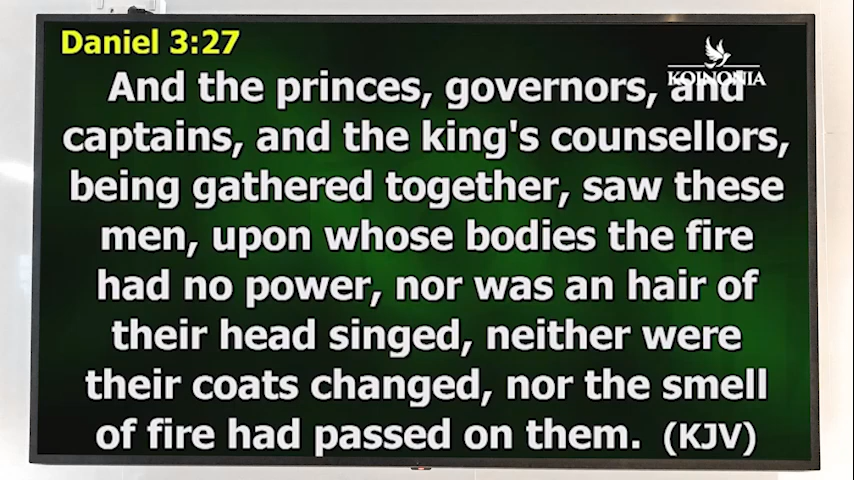 Daniel 3:27
KOINONIA
And the princes, governors, and
captains, and the king's counsellors,
being gathered together, saw these
men, upon whose bodies the fire
had no power, nor was an hair of
their head singed, neither were
their coats changed, nor the smell
of fire had passed on them. (KJV)